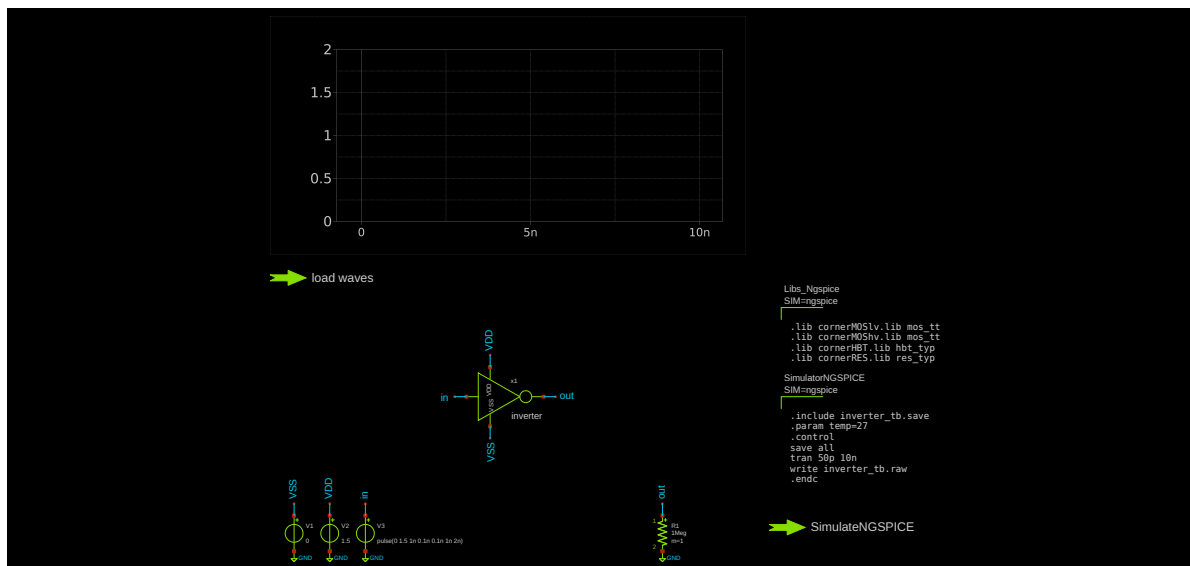 2
1.5
1
0.5
0
0 5n 10n
load waves
Libs_Ngspice
SIM=ngspice
.lib cornerMOSlv.lib mos_tt
.lib cornerMOShv.lib mos_tt
.lib cornerHBT.lib hbt_typ
.lib cornerRES.lib res_typ
VDD
x1
VDD
VSS
in
out
inverter
VSS
SimulatorNGSPICE
SIM=ngspice
.include inverter_tb.save
.param temp=27
.control
save all
tran 50p 10n
write inverter_tb.raw
.endc
VSS
V1
0
GND
VDD
V2
1.5
GND
in
V3
pulse(0 1.5 1n 0.1n 0.1n 1n 2n)
GND
out
1
R1
1Meg
m=1
2
GND
SimulateNGSPICE